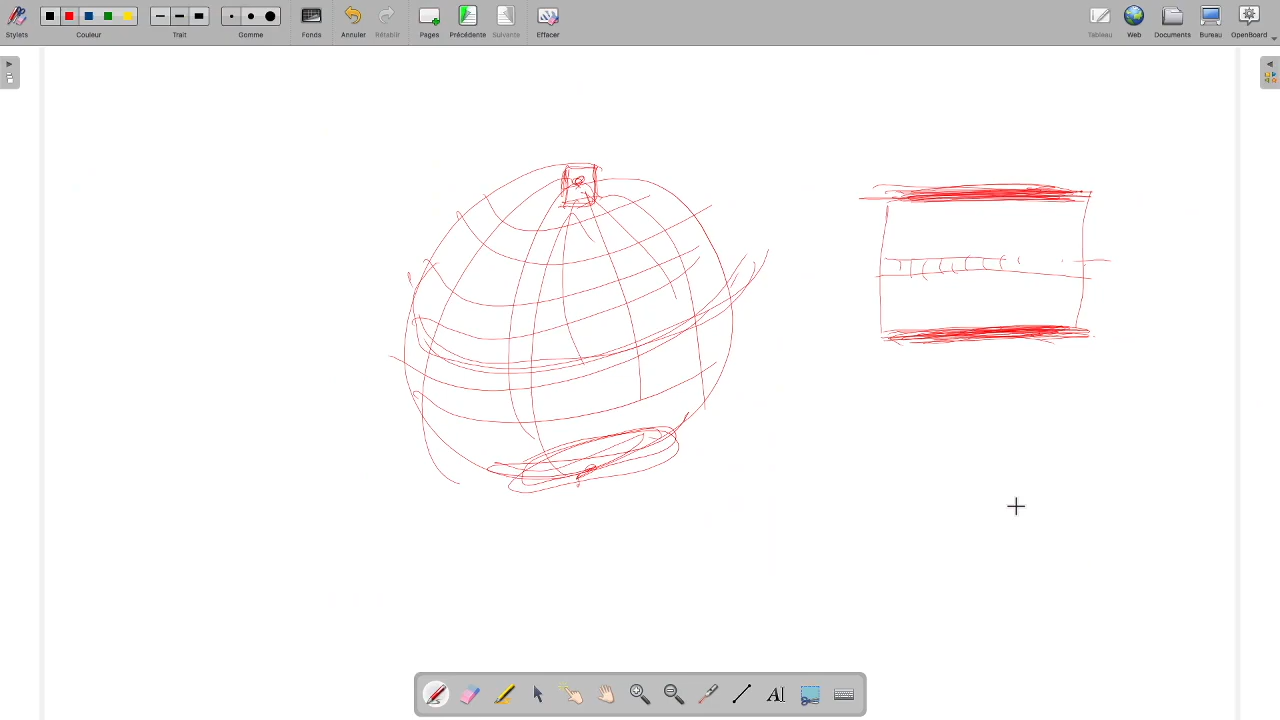 Stylets
Couleur
Trait
Gomme
Fonds
Annuler
Rétablir
Pages
Précédente
Suivante
Effacer
Tableau
Web
Documents
Bureau
OpenBoard